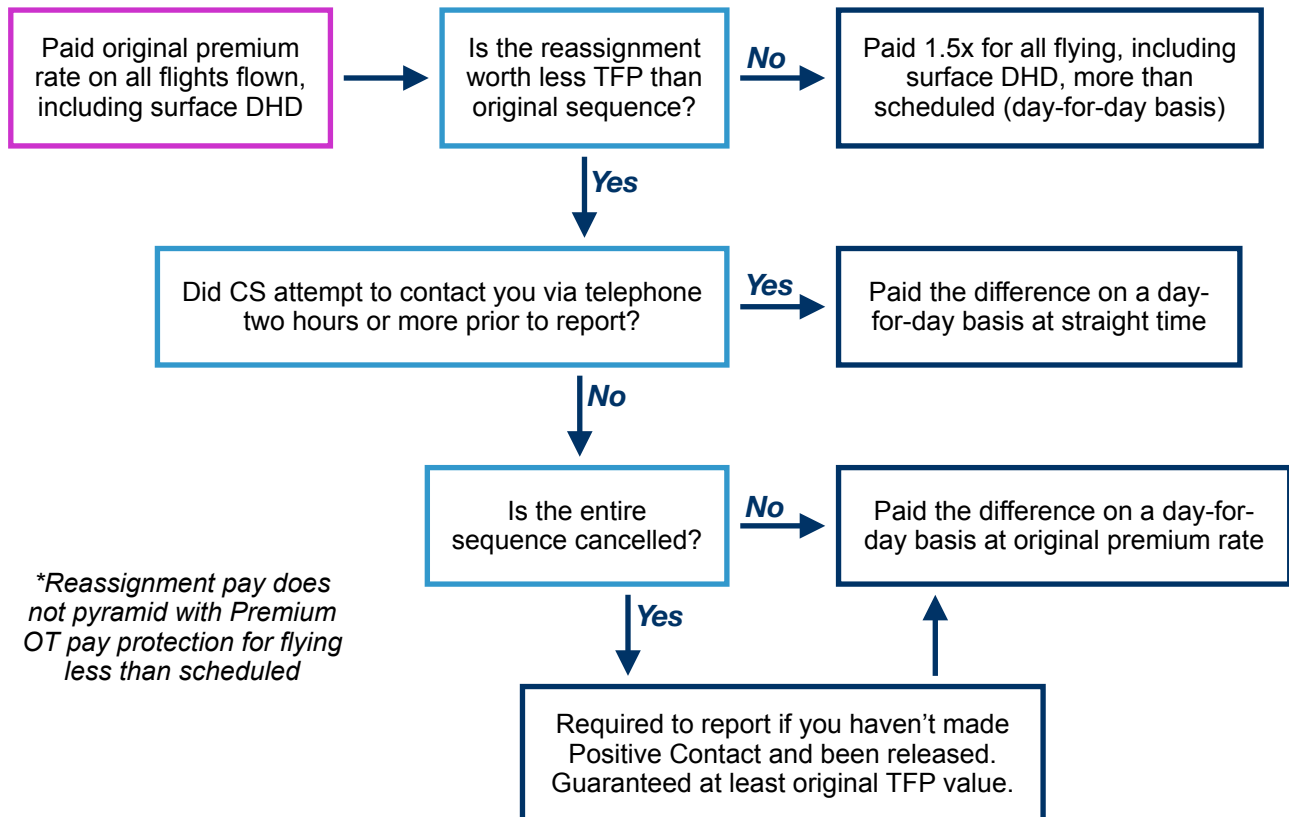 Paid original premium
rate on all flights flown,
including surface DHD
Is the reassignment
worth less TFP than
original sequence?
No
Paid 1.5x for all flying, including
surface DHD, more than
scheduled (day-for-day basis)
Yes
Did CS attempt to contact you via telephone
two hours or more prior to report?
Yes
Paid the difference on a day-
for-day basis at straight time
No
Is the entire
sequence cancelled?
No
Paid the difference on a day-for-
day basis at original premium rate
*Reassignment pay does
not pyramid with Premium
OT pay protection for flying
less than scheduled
Yes
Required to report if you haven’t made
Positive Contact and been released.
Guaranteed at least original TFP value.